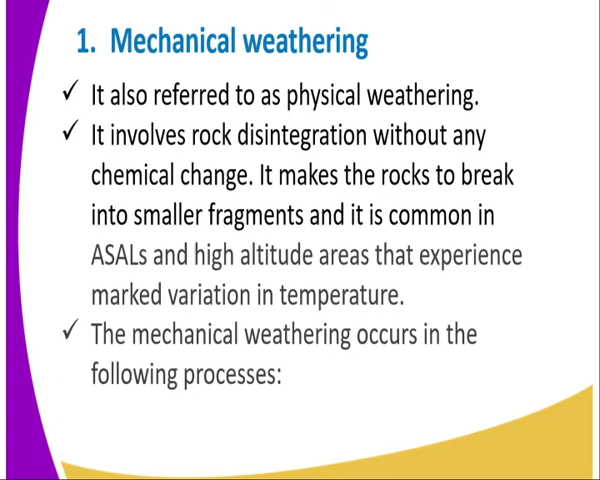 1. Mechanical weathering
✓ It also referred to as physical weathering.
✓ It involves rock disintegration without any
chemical change. It makes the rocks to break
into smaller fragments and it is common in
ASALs and high altitude areas that experience
marked variation in temperature.
✓ The mechanical weathering occurs in the
following processes: